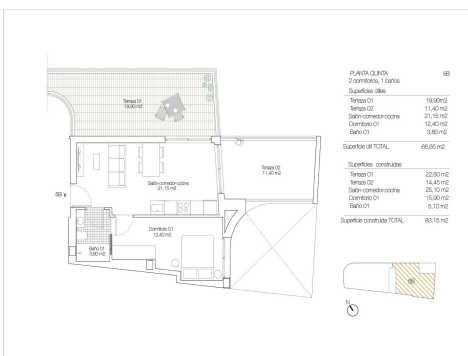 PLANTA QUINTA 5B
2 dormitorios, 1 baños
Superficies útiles
Terraza 01 19,90m2
Terraza 02 11,40 m2
Salón-comedor-cocina 21,15 m2
Dormitorio 01 12,40 m2
Baño 01 3,80 m2
Superficie útil TOTAL 68,65 m2
Superficies construidas
Terraza 01 22,60 m2
Terraza 02 14,45 m2
Salón-comedor-cocina 25,10 m2
Dormitorio 01 15,90 m2
Baño 01 5,10 m2
Superficie construida TOTAL 83,15 m2
Terraza 01
19,90 m2
Terraza 02
11,40 m2
Salón-comedor-cocina
21,15 m2
5B
Dormitorio 01
12,40 m2
Baño 01
3,80 m2
N